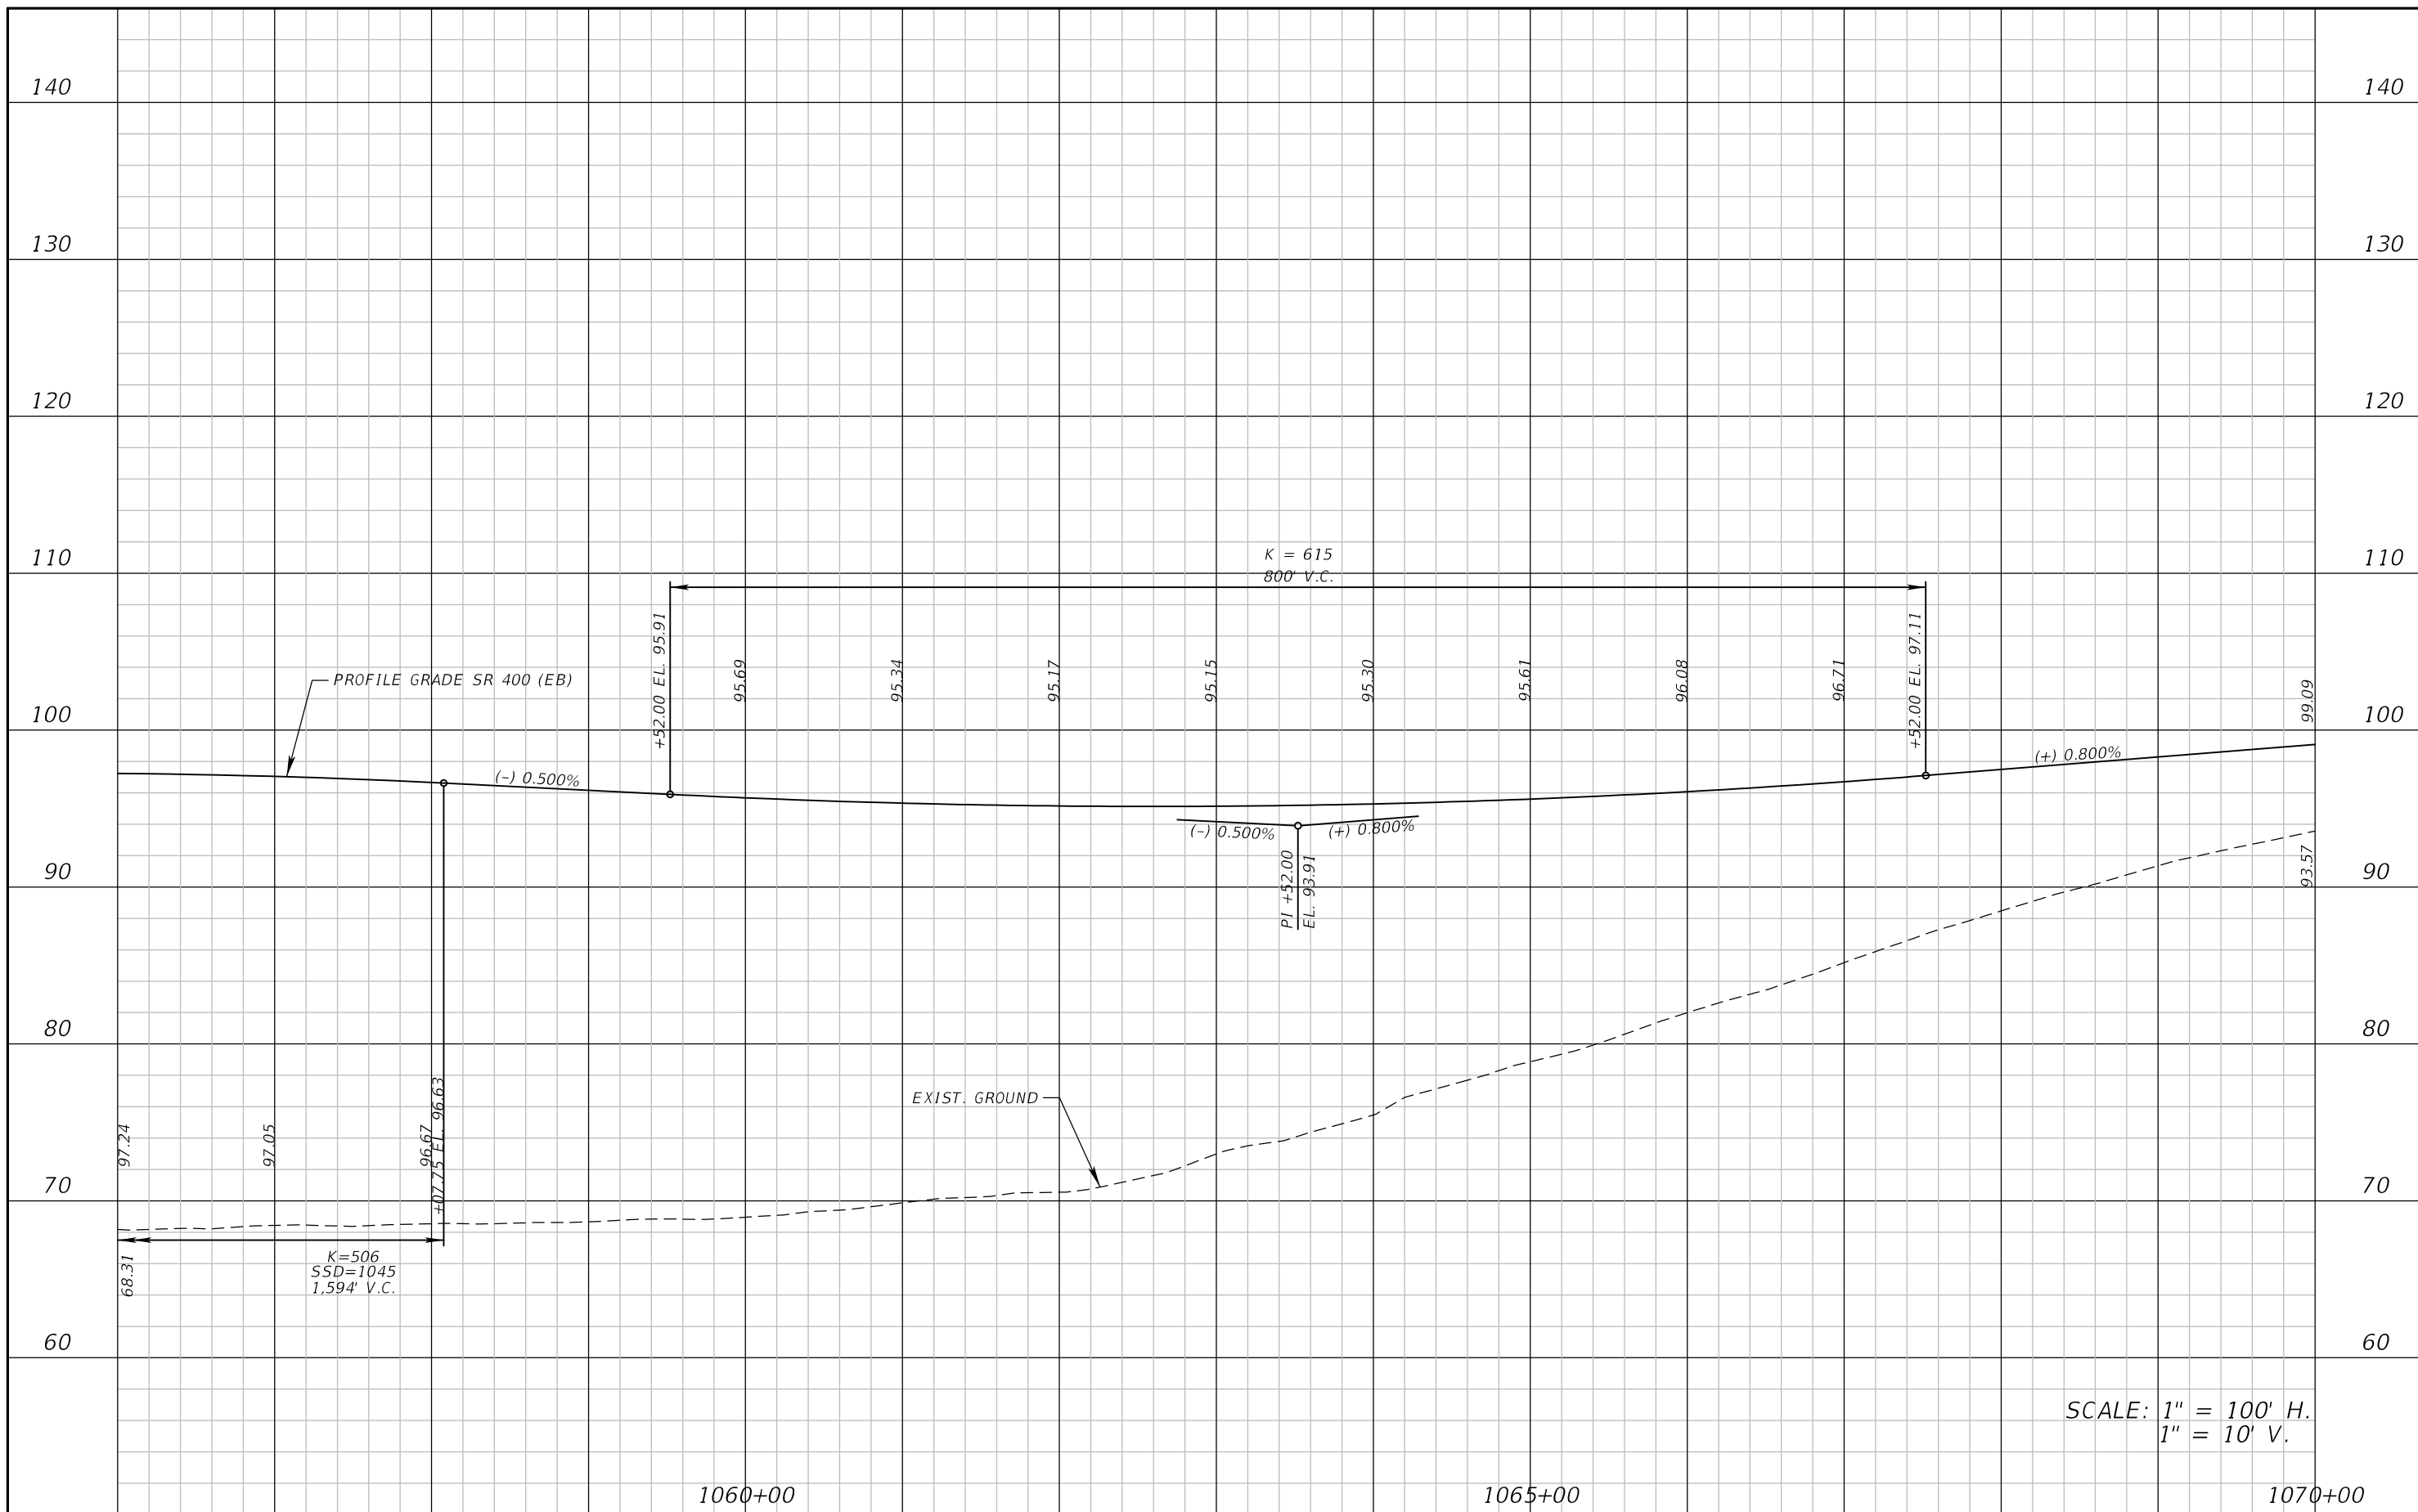 140
140
130
130
120
120
110
110
K = 615
800' V.C.
+52.00 EL. 95.91
95.69
95.34
95.17
95.15
95.30
95.61
96.08
96.71
+52.00 EL. 97.11
99.09
PROFILE GRADE SR 400 (EB)
100
100
(-) 0.500%
(+) 0.800%
(-) 0.500%
(+) 0.800%
PI +52.00
EL. 93.91
90
90
93.57
80
80
EXIST. GROUND
97.24
97.05
96.67
+07.75 EL. 96.63
70
70
68.31
K=506
SSD=1045
1,594' V.C.
60
60
SCALE: 1" = 100' H.
1" = 10' V.
1060+00
1065+00
1070+00